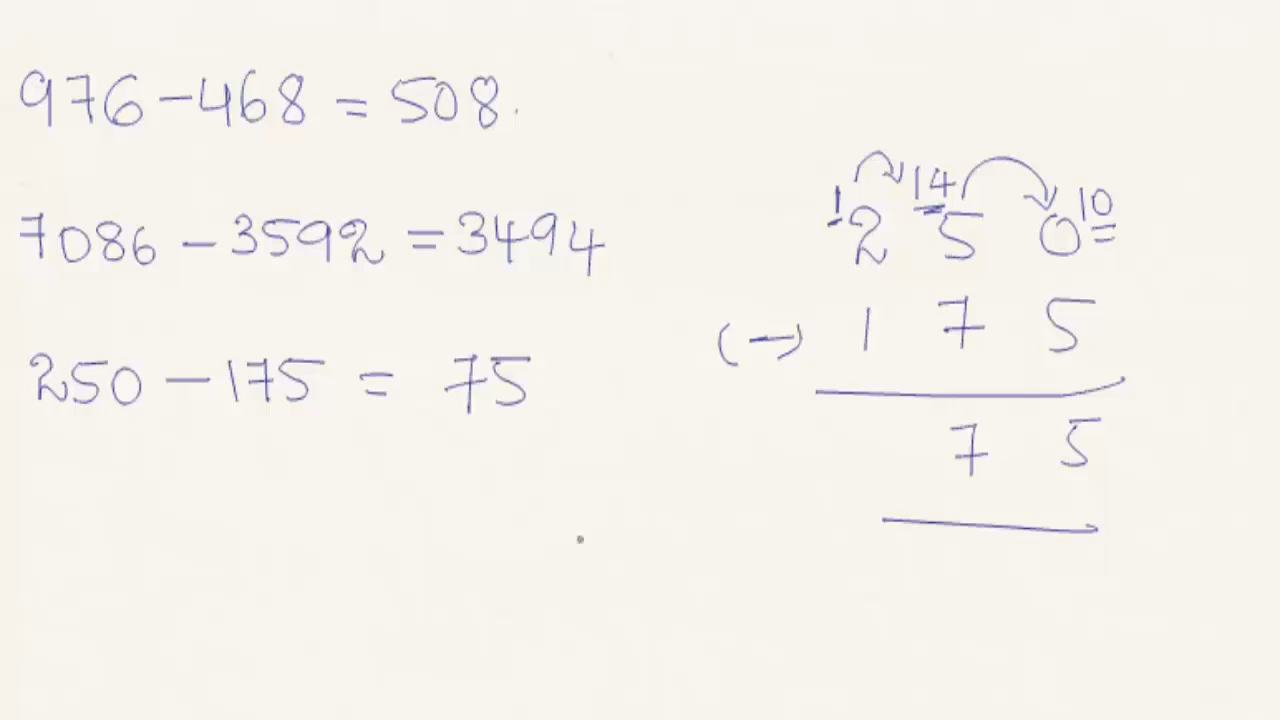 976 - 468 = 508.
7086 - 3592 = 3494
250 - 175 = 75
1 14 10
2 5 0
(-) 1 7 5
7 5